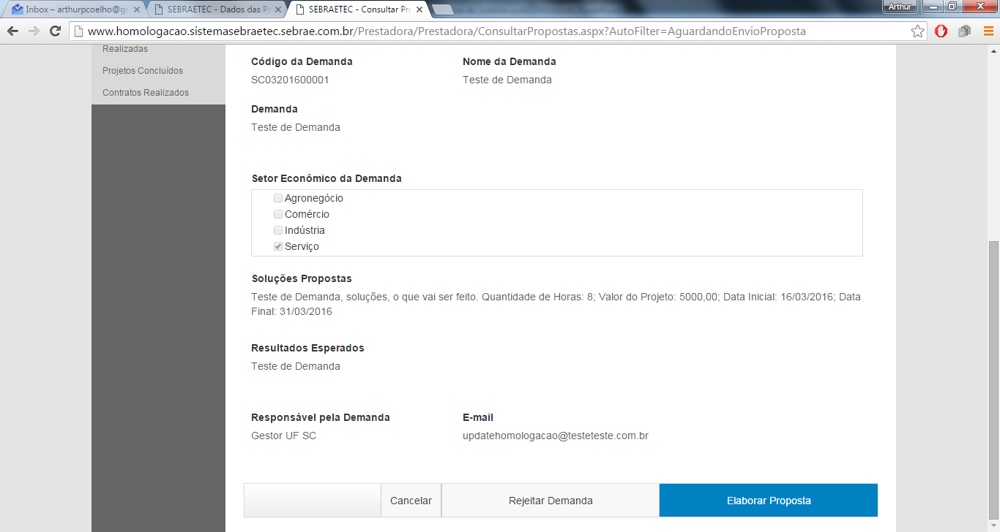 Inbox – arthurpcoelho@g
SEBRAETEC - Dados das P
SEBRAETEC - Consultar Pr
Arthur
www.homologacao.sistemasebraetec.sebrae.com.br/Prestadora/Prestadora/ConsultarPropostas.aspx?AutoFilter=AguardandoEnvioProposta
Realizadas
Projetos Concluídos
Contratos Realizados
Código da Demanda
Nome da Demanda
SC03201600001
Teste de Demanda
Demanda
Teste de Demanda
Setor Econômico da Demanda
Agronegócio
Comércio
Indústria
Serviço
Soluções Propostas
Teste de Demanda, soluções, o que vai ser feito. Quantidade de Horas: 8; Valor do Projeto: 5000,00; Data Inicial: 16/03/2016; Data
Final: 31/03/2016
Resultados Esperados
Teste de Demanda
Responsável pela Demanda
E-mail
Gestor UF SC
updatehomologacao@testeteste.com.br
Cancelar
Rejeitar Demanda
Elaborar Proposta